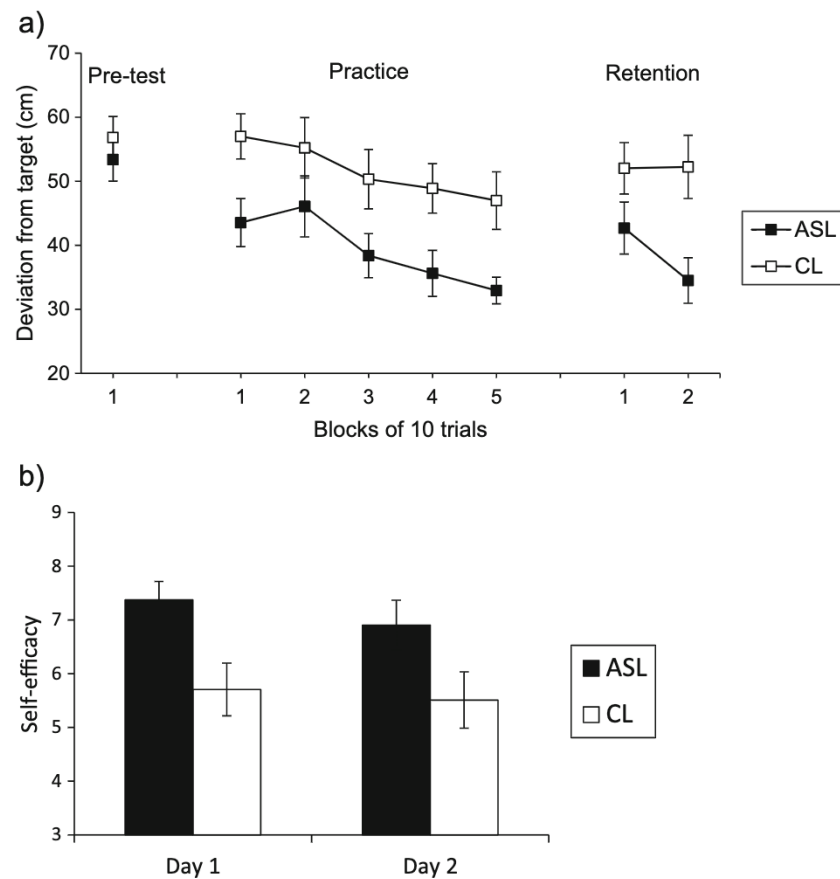 a)
70
60
50
40
30
20
Deviation from target (cm)
Pre-test
Practice
Retention
1
1 2 3 4 5
1 2
Blocks of 10 trials
ASL
CL
b)
9
8
7
6
5
4
3
Self-efficacy
Day 1
Day 2
ASL
CL